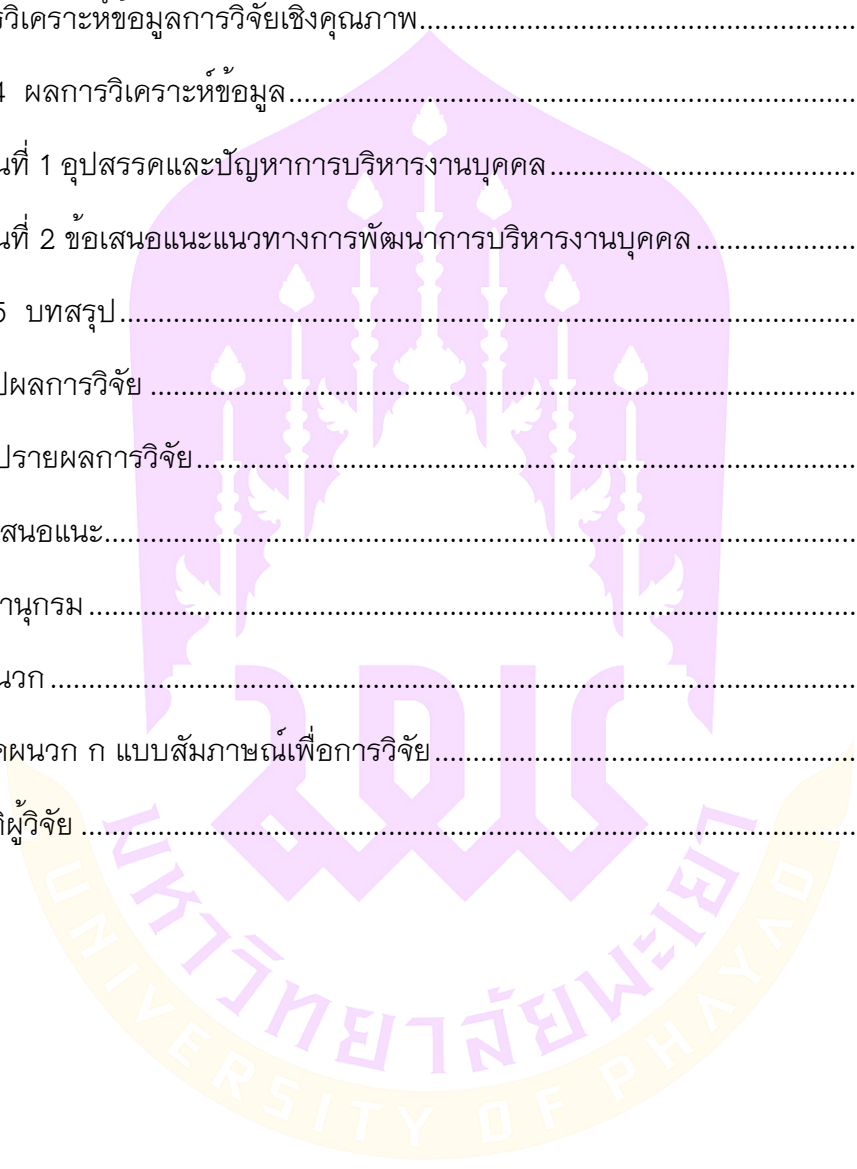 รวิเคราะห์ข้อมูลการวิจัยเชิงคุณภาพ
4 ผลการวิเคราะห์ข้อมูล
นที่ 1 อุปสรรคและปัญหาการบริหารงานบุคคล
นที่ 2 ข้อเสนอแนะแนวทางการพัฒนาการบริหารงานบุคคล
5 บทสรุป
ปผลการวิจัย
ปรายผลการวิจัย
สนอแนะ
านุกรม
นวก
คผนวก ก แบบสัมภาษณ์เพื่อการวิจัย
ติผู้วิจัย
มหาวิทยาลัยพะเยา
UNIVERSITY OF PHAYAO